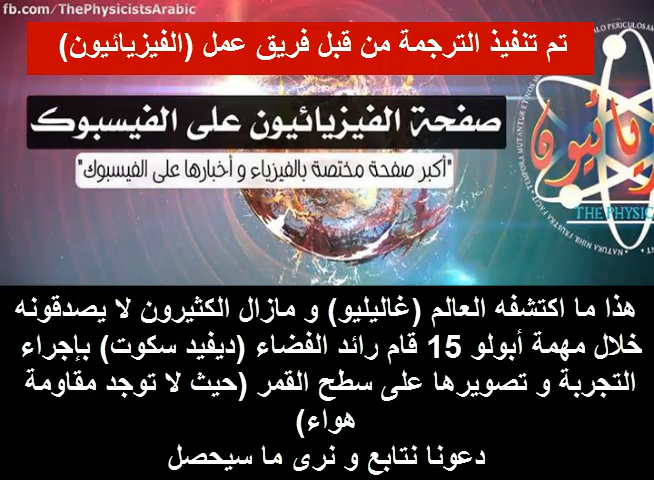 fb.com/ThePhysicistsArabic
تم تنفيذ الترجمة من قبل فريق عمل (الفيزيائيون)
صفحة الفيزيائيون على الفيسبوك
"أكبر صفحة مختصة بالفيزياء و أخبارها على الفيسبوك"
THE PHYSIC
هذا ما اكتشفه العالم (غاليليو) و مازال الكثيرون لا يصدقونه
خلال مهمة أبولو 15 قام رائد الفضاء (ديفيد سكوت) بإجراء
التجربة و تصويرها على سطح القمر (حيث لا توجد مقاومة
هواء)
دعونا نتابع و نرى ما سيحصل